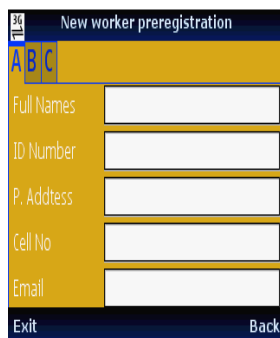 3G New worker preregistration
A B C
Full Names
ID Number
P. Addtess
Cell No
Email
Exit Back